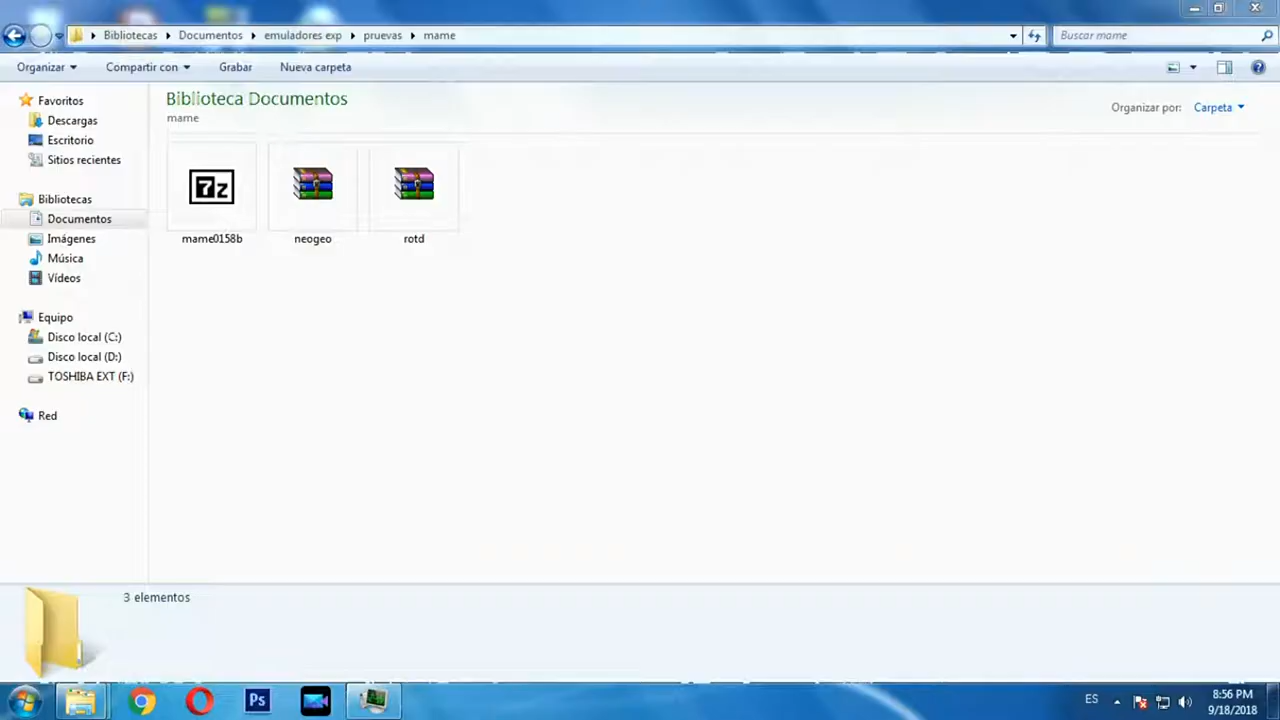 Bibliotecas Documentos emuladores exp pruevas mame
Buscar mame
Organizar Compartir con Grabar Nueva carpeta
Favoritos
Descargas
Escritorio
Sitios recientes
Bibliotecas
Documentos
Imágenes
Música
Vídeos
Equipo
Disco local (C:)
Disco local (D:)
TOSHIBA EXT (F:)
Red
Biblioteca Documentos
mame
Organizar por: Carpeta
7z
mame0158b neogeo rotd
3 elementos
Ps
ES
8:56 PM
9/18/2018